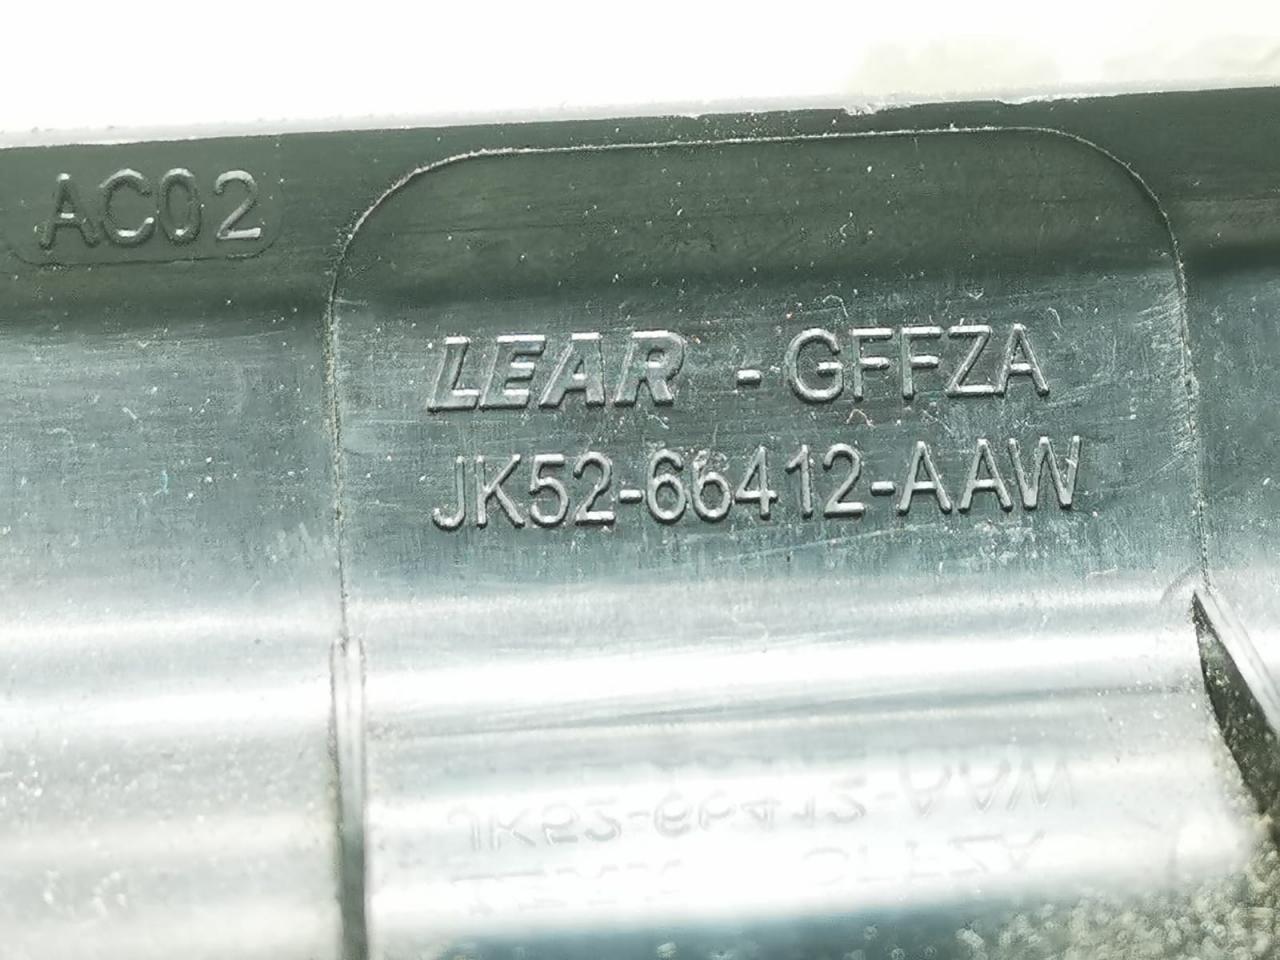 AC02
LEAR - GFFZA
JK52-66412-AAW